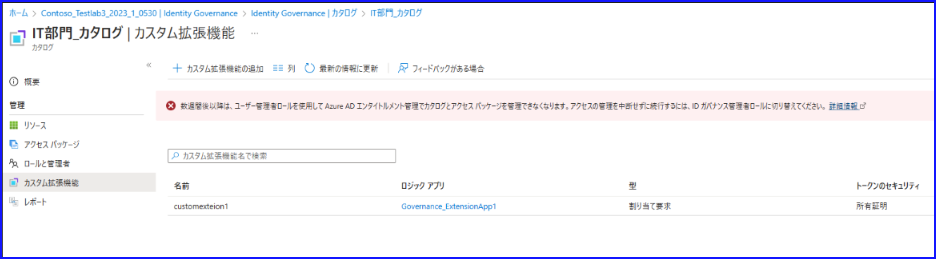 ホーム > Contoso_Testlab3_2023_1_0530 | Identity Governance > Identity Governance | カタログ > IT部門_カタログ
IT部門_カタログ | カスタム拡張機能 …
カタログ
«
+ カスタム拡張機能の追加 列 最新の情報に更新 フィードバックがある場合
概要
管理
リソース
アクセス パッケージ
ロールと管理者
カスタム拡張機能
レポート
数週間後以降は、ユーザー管理者ロールを使用して Azure AD エンタイトルメント管理でカタログとアクセス パッケージを管理できなくなります。アクセスの管理を中断せずに続行するには、ID ガバナンス管理者ロールに切り替えてください。 詳細情報
カスタム拡張機能名で検索
名前 ロジック アプリ 型 トークンのセキュリティ
customexteion1 Governance_ExtensionApp1 割り当て要求 所有証明